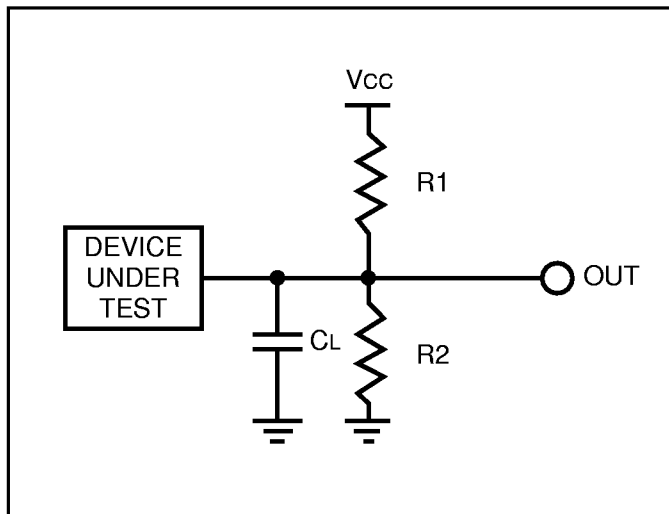 VCC
R1
DEVICE
UNDER
TEST
OUT
CL
R2